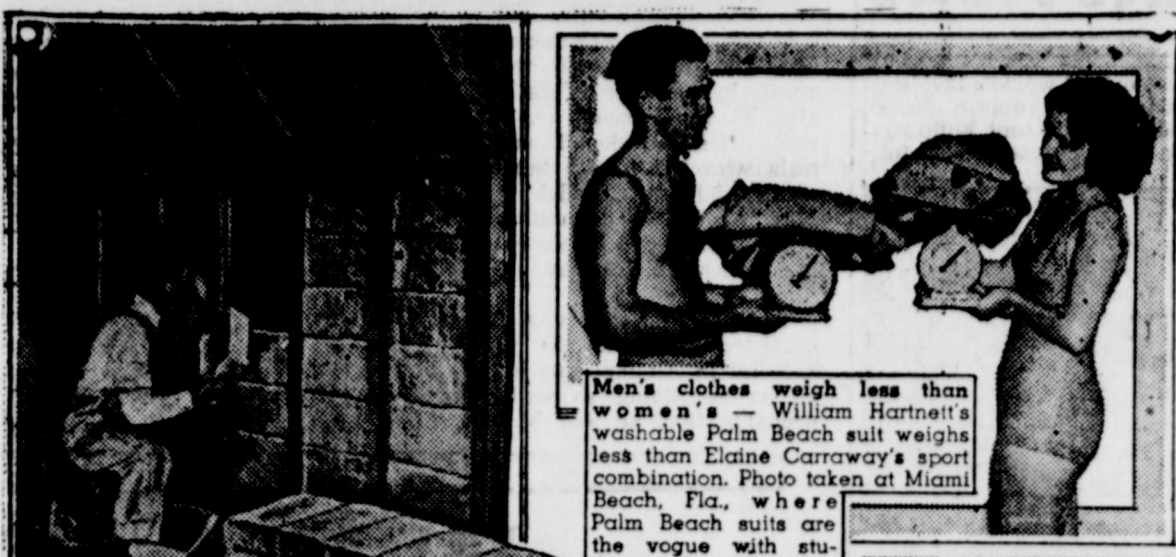 Men's clothes weigh less than
women's — William Hartnett's
washable Palm Beach suit weighs
less than Elaine Carraway's sport
combination. Photo taken at Miami
Beach, Fla., where
Palm Beach suits are
the vogue with stu-